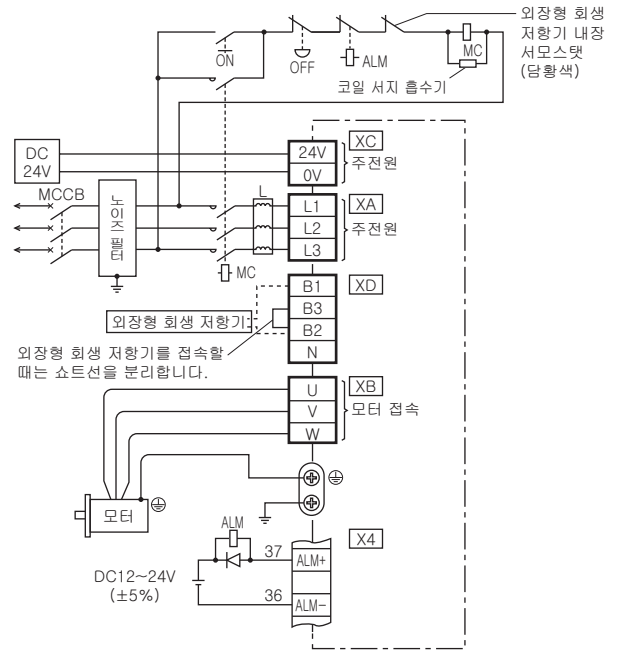 외장형 회생
저항기 내장
서모스탯
(담황색)
ON
OFF
ALM
MC
코일 서지 흡수기
DC
24V
24V
0V
XC
주전원
MCCB
노이즈 필터
L
L1
L2
L3
XA
주전원
MC
B1
B3
B2
N
XD
외장형 회생 저항기
외장형 회생 저항기를 접속할
때는 쇼트선을 분리합니다.
U
V
W
XB
모터 접속
모터
ALM
DC12~24V
(±5%)
37
36
ALM+
ALM-
X4